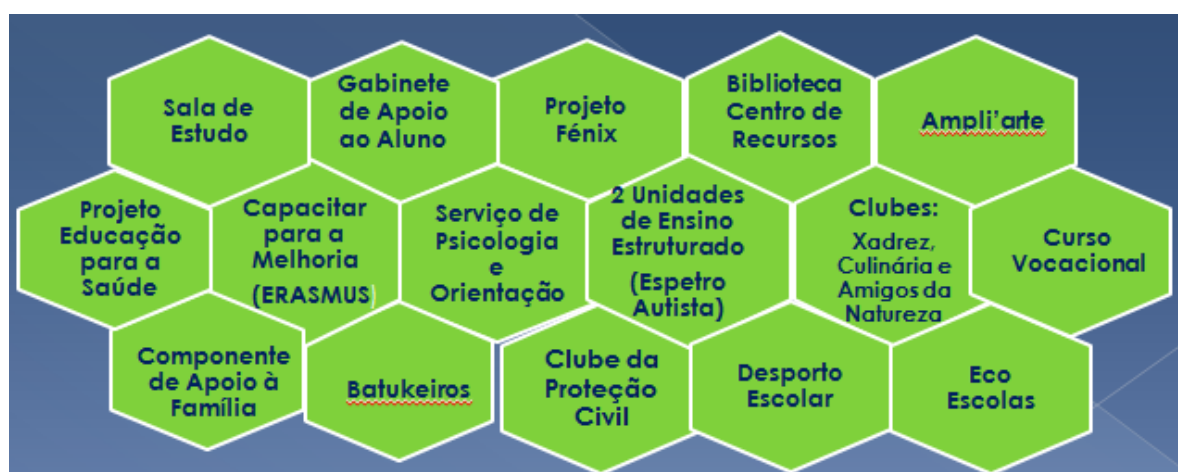 Sala de
Estudo
Gabinete
de Apoio
ao Aluno
Projeto
Fénix
Biblioteca
Centro de
Recursos
Ampli’arte
Projeto
Educação
para a
Saúde
Capacitar
para a
Melhoria
(ERASMUS)
Serviço de
Psicologia
e
Orientação
2 Unidades
de Ensino
Estruturado
(Espetro
Autista)
Clubes:
Xadrez,
Culinária e
Amigos da
Natureza
Curso
Vocacional
Componente
de Apoio à
Família
Batukeiros
Clube da
Proteção
Civil
Desporto
Escolar
Eco
Escolas